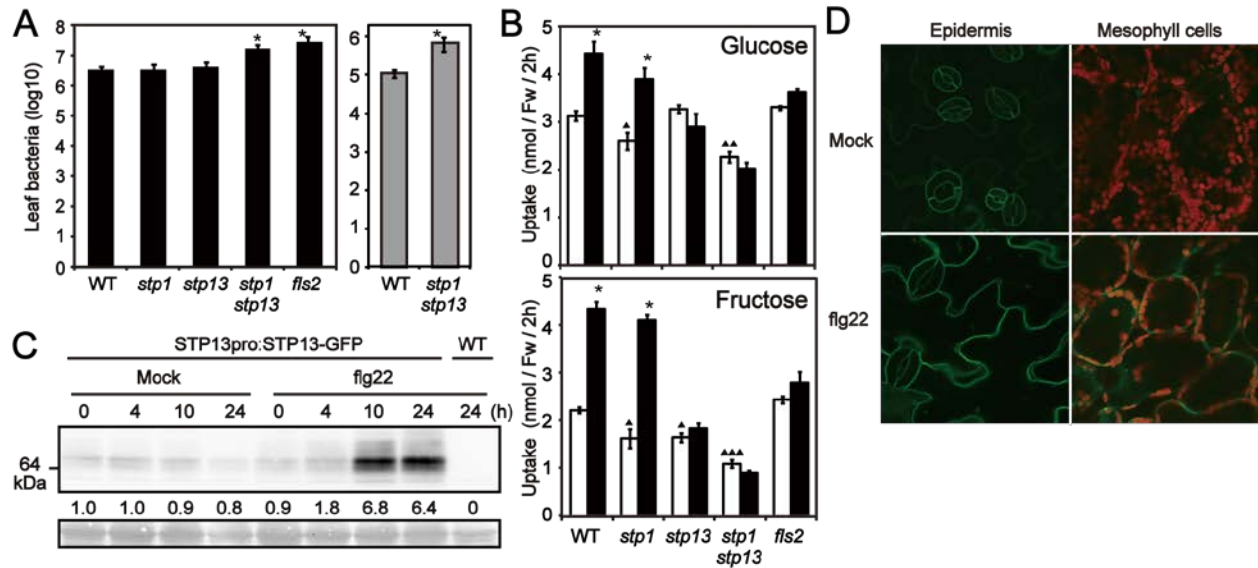 A
Leaf bacteria (log10)
8
7
6
5
4
3
2
1
0
*
*
WT
stp1
stp13
stp1
stp13
fls2
6
5
4
3
2
1
0
*
WT
stp1
stp13
B
Glucose
Uptake (nmol / Fw / 2h)
5
4
3
2
1
0
*
*
▲
▲▲
Fructose
Uptake (nmol / Fw / 2h)
5
4
3
2
1
0
*
*
▲
▲
▲▲▲
WT
stp1
stp13
stp1
stp13
fls2
C
STP13pro:STP13-GFP WT
Mock flg22
0 4 10 24 0 4 10 24 24 (h)
64
kDa
1.0 1.0 0.9 0.8 0.9 1.8 6.8 6.4 0
D
Epidermis Mesophyll cells
Mock
flg22